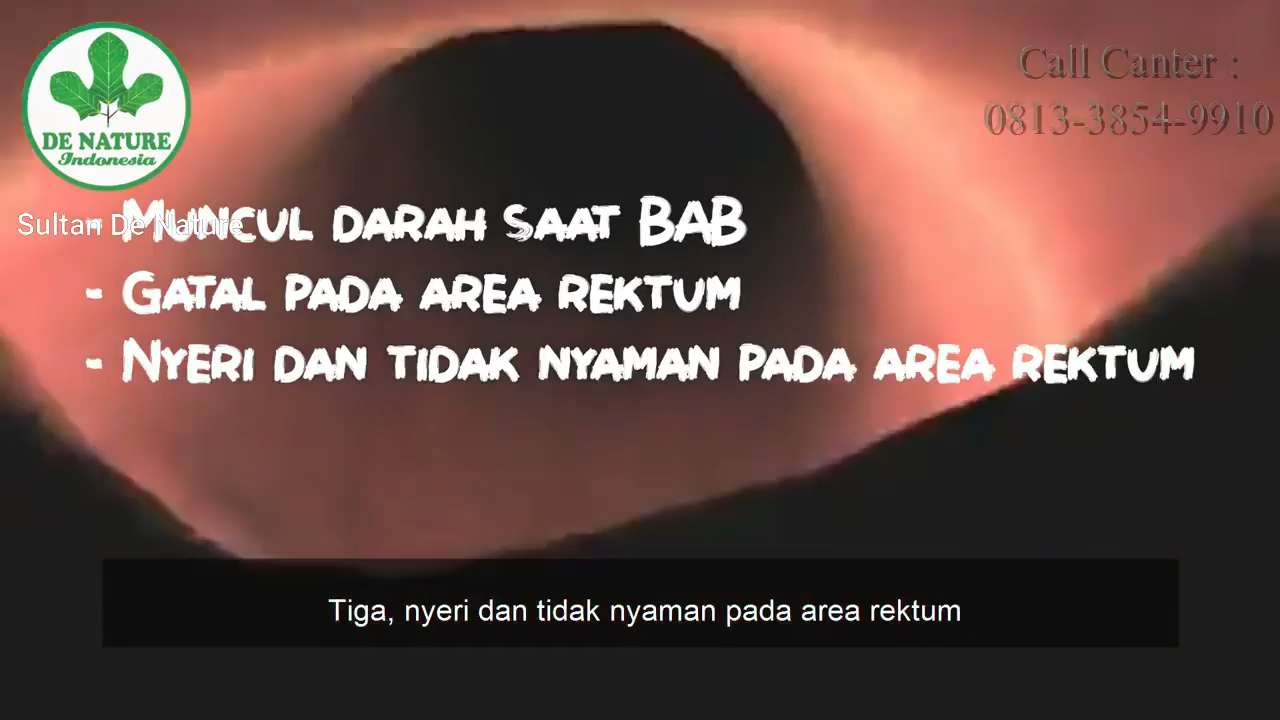 DE NATURE
Indonesia
Call Canter :
0813-3854-9910
Sultan De Nature
- Muncul darah saat BAB
- Gatal pada area rektum
- Nyeri dan tidak nyaman pada area rektum
Tiga, nyeri dan tidak nyaman pada area rektum